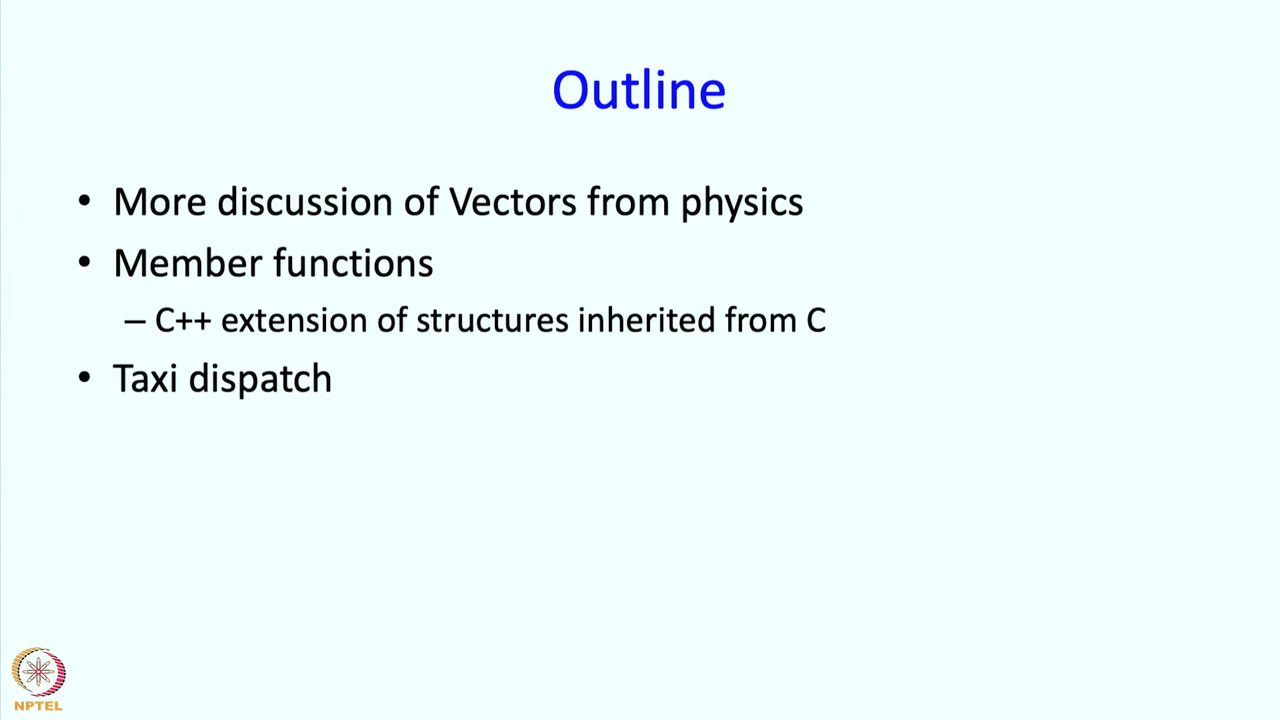 Outline
• More discussion of Vectors from physics
• Member functions
– C++ extension of structures inherited from C
• Taxi dispatch
NPTEL